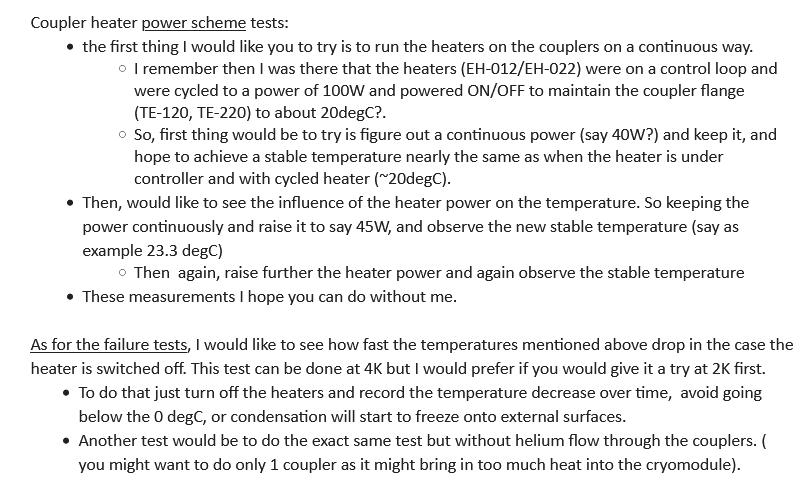 Coupler heater power scheme tests:
• the first thing I would like you to try is to run the heaters on the couplers on a continuous way.
○ I remember then I was there that the heaters (EH-012/EH-022) were on a control loop and
were cycled to a power of 100W and powered ON/OFF to maintain the coupler flange
(TE-120, TE-220) to about 20degC?.
○ So, first thing would be to try is figure out a continuous power (say 40W?) and keep it, and
hope to achieve a stable temperature nearly the same as when the heater is under
controller and with cycled heater (~20degC).
• Then, would like to see the influence of the heater power on the temperature. So keeping the
power continuously and raise it to say 45W, and observe the new stable temperature (say as
example 23.3 degC)
○ Then  again, raise further the heater power and again observe the stable temperature
• These measurements I hope you can do without me.
As for the failure tests, I would like to see how fast the temperatures mentioned above drop in the case the
heater is switched off. This test can be done at 4K but I would prefer if you would give it a try at 2K first.
• To do that just turn off the heaters and record the temperature decrease over time,  avoid going
below the 0 degC, or condensation will start to freeze onto external surfaces.
• Another test would be to do the exact same test but without helium flow through the couplers. (
you might want to do only 1 coupler as it might bring in too much heat into the cryomodule).